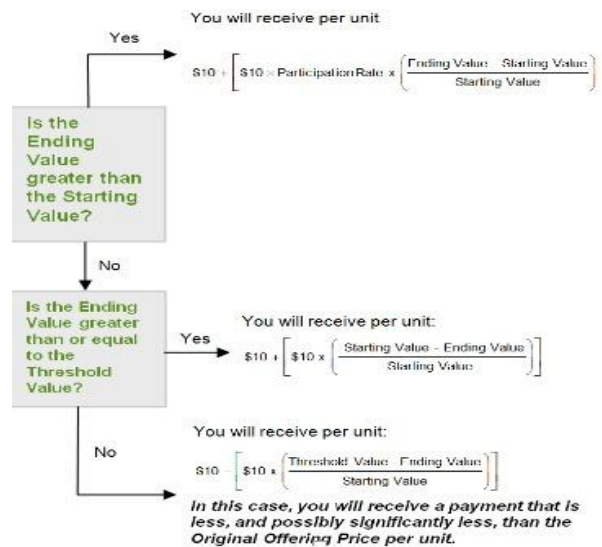 You will receive per unit
Yes
$10 + [ $10 × Participation Rate x ( Ending Value Starting Value
Starting Value ) ]
Is the
Ending
Value
greater than
the Starting
Value?
No
Is the Ending
Value greater
than or equal
to the
Threshold
Value?
Yes
You will receive per unit:
$10 + [ $10 x ( Starting Value - Ending Value
Starting Value ) ]
No
You will receive per unit:
$10 [ $10 x ( Threshold Value Ending Value
Starting Value ) ]
In this case, you will receive a payment that is
less, and possibly significantly less, than the
Original Offering Price per unit.